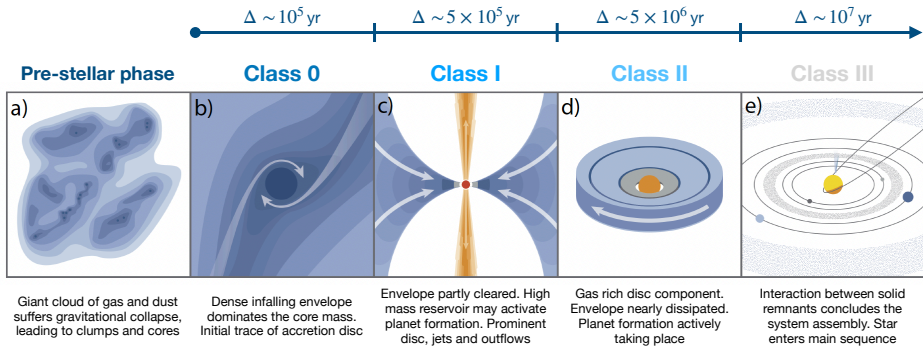 Δ ~ 10⁵ yr
Δ ~ 5 × 10⁵ yr
Δ ~ 5 × 10⁶ yr
Δ ~ 10⁷ yr
Pre-stellar phase
Class 0
Class I
Class II
Class III
a)
b)
c)
d)
e)
Giant cloud of gas and dust
suffers gravitational collapse,
leading to clumps and cores
Dense infalling envelope
dominates the core mass.
Initial trace of accretion disc
Envelope partly cleared. High
mass reservoir may activate
planet formation. Prominent
disc, jets and outflows
Gas rich disc component.
Envelope nearly dissipated.
Planet formation actively
taking place
Interaction between solid
remnants concludes the
system assembly. Star
enters main sequence